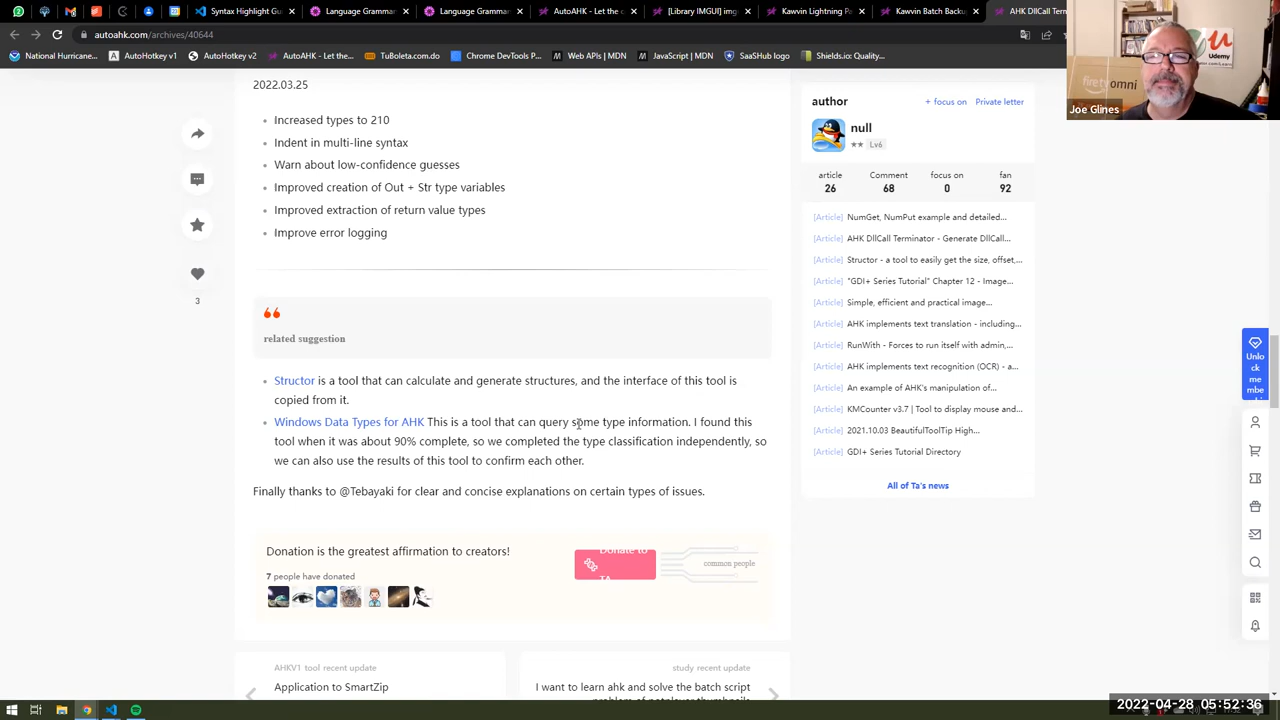 Syntax Highlighting
Lexikos' Gram
AutoAHK - Let the c
[Library IMGUI] img
Kawvin Lightning R
Kawvin Batch Backu
AHK DllCall Termi
autoahk.com/archives/40644
National Hurricane...
AutoHotkey v1
AutoHotkey v2
AutoAHK - Let the...
TuBoleta.com.do
Chrome DevTools P...
Web APIs | MDN
JavaScript | MDN
SaaSHub logo
Shields.io: Quality...
Udemy
omni
Joe Glines
2022.03.25
Increased types to 210
Indent in multi-line syntax
Warn about low-confidence guesses
Improved creation of Out + Str type variables
Improved extraction of return value types
Improve error logging
3
related suggestion
Structor is a tool that can calculate and generate structures, and the interface of this tool is
copied from it.
Windows Data Types for AHK This is a tool that can query some type information. I found this
tool when it was about 90% complete, so we completed the type classification independently, so
we can also use the results of this tool to confirm each other.
Finally thanks to @Tebayaki for clear and concise explanations on certain types of issues.
Donation is the greatest affirmation to creators!
7 people have donated
Donate to
TA
common people
AHKV1 tool recent update
Application to SmartZip
study recent update
I want to learn ahk and solve the batch script
author
+ focus on
Private letter
null
Lv6
article
Comment
focus on
fan
26
68
0
92
[Article] NumGet, NumPut example and detailed...
[Article] AHK DllCall Terminator - Generate DllCall...
[Article] Structor - a tool to easily get the size, offset,...
[Article] "GDI+ Series Tutorial" Chapter 12 - Image...
[Article] Simple, efficient and practical image...
[Article] AHK implements text translation - including...
[Article] RunWith - Forces to run itself with admin,...
[Article] AHK implements text recognition (OCR) - a...
[Article] An example of AHK's manipulation of...
[Article] KMCounter v3.7 | Tool to display mouse and...
[Article] 2021.10.03 BeautifulToolTip High...
[Article] GDI+ Series Tutorial Directory
All of Ta's news
Unlo
ck
me
mbe
2022-04-28 05:52:36